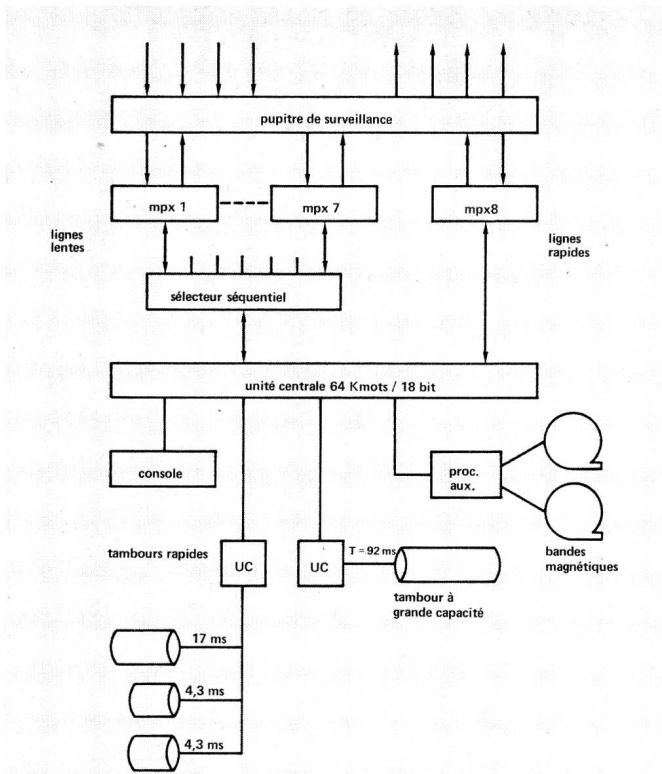 pupitre de surveillance
mpx 1
mpx 7
mpx8
lignes
lentes
lignes
rapides
sélecteur séquentiel
unité centrale 64 Kmots / 18 bit
console
proc.
aux.
bandes
magnétiques
tambours rapides
UC
UC
T = 92 ms
tambour à
grande capacité
17 ms
4,3 ms
4,3 ms